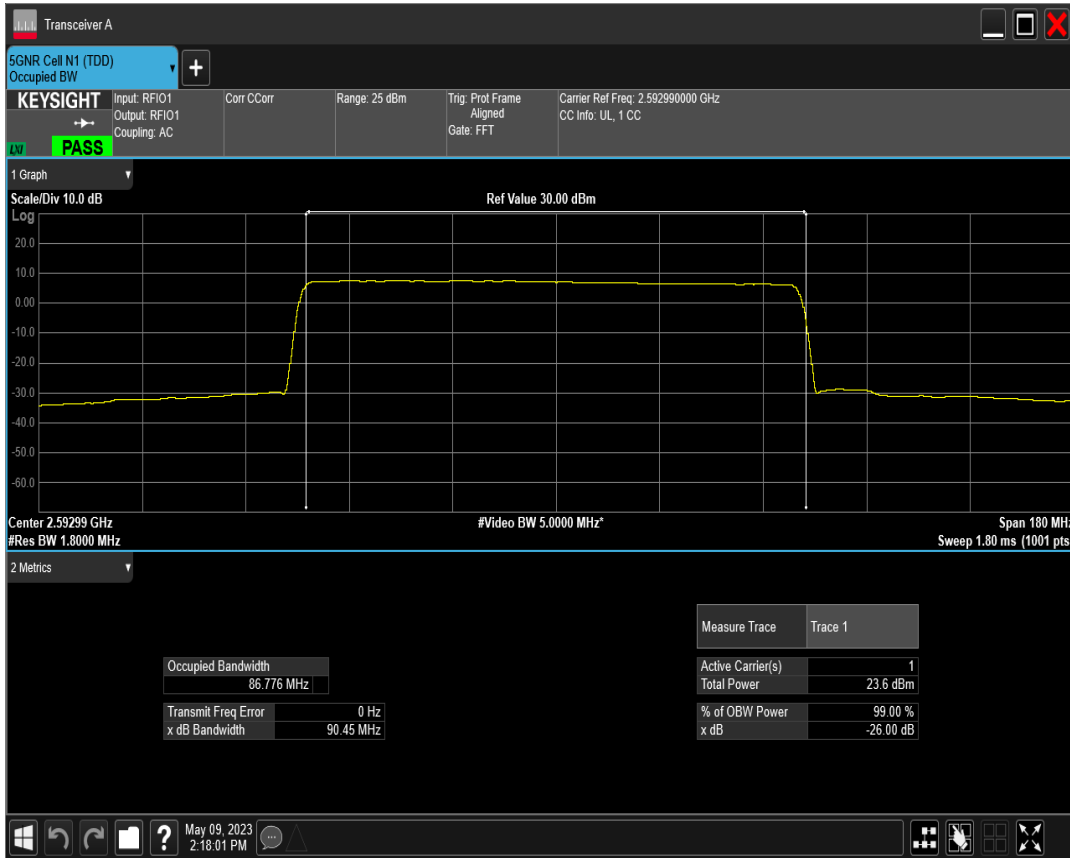 Transceiver A
5GNR Cell N1 (TDD)
Occupied BW
+
KEYSIGHT
LXI
PASS
Input: RFIO1
Output: RFIO1
Coupling: AC
Corr CCorr
Range: 25 dBm
Trig: Prot Frame
Aligned
Gate: FFT
Carrier Ref Freq: 2.592990000 GHz
CC Info: UL, 1 CC
1 Graph
Scale/Div 10.0 dB
Ref Value 30.00 dBm
Log
20.0
10.0
0.00
-10.0
-20.0
-30.0
-40.0
-50.0
-60.0
Center 2.59299 GHz
#Video BW 5.0000 MHz*
Span 180 MHz
#Res BW 1.8000 MHz
Sweep 1.80 ms (1001 pts
2 Metrics
Measure Trace Trace 1
Occupied Bandwidth
86.776 MHz
Active Carrier(s) 1
Total Power 23.6 dBm
Transmit Freq Error 0 Hz
x dB Bandwidth 90.45 MHz
% of OBW Power 99.00 %
x dB -26.00 dB
?
May 09, 2023
2:18:01 PM